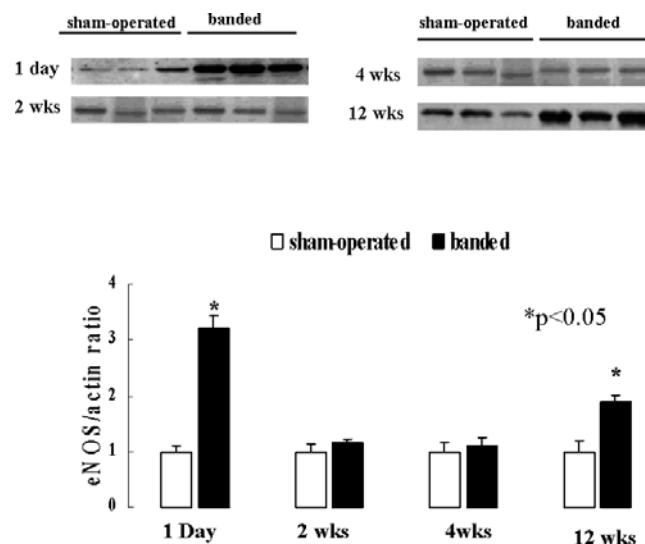 sham-operated banded
1 day
2 wks
sham-operated banded
4 wks
12 wks
sham-operated banded
eNOS/actin ratio
4
3
2
1
0
*
*p<0.05
*
1 Day 2 wks 4wks 12 wks